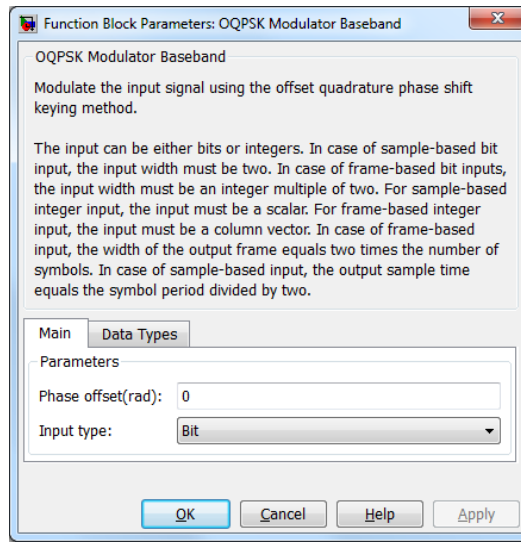 Function Block Parameters: OQPSK Modulator Baseband
OQPSK Modulator Baseband
Modulate the input signal using the offset quadrature phase shift
keying method.
The input can be either bits or integers. In case of sample-based bit
input, the input width must be two. In case of frame-based bit inputs,
the input width must be an integer multiple of two. For sample-based
integer input, the input must be a scalar. For frame-based integer
input, the input must be a column vector. In case of frame-based
input, the width of the output frame equals two times the number of
symbols. In case of sample-based input, the output sample time
equals the symbol period divided by two.
Main Data Types
Parameters
Phase offset(rad): 0
Input type: Bit
OK Cancel Help Apply